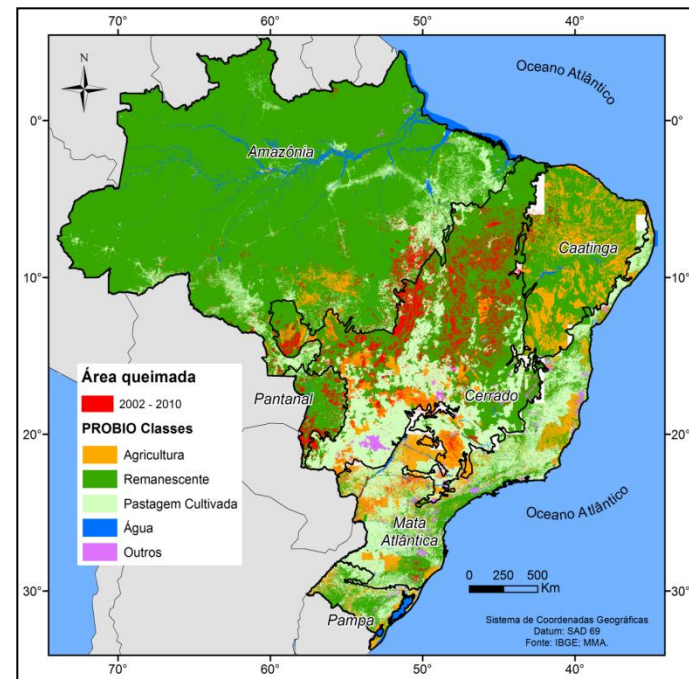 70°
60°
50°
40°
N
Oceano Atlântico
0°
0°
Amazônia
Caatinga
10°
10°
Área queimada
2002 - 2010
PROBIO Classes
Agricultura
Remanescente
Pastagem Cultivada
Água
Outros
Pantanal
Cerrado
20°
20°
Oceano Atlântico
Mata
Atlântica
30°
30°
Pampa
0 250 500
Km
Sistema de Coordenadas Geográficas
Datum: SAD 69
Fonte: IBGE; MMA.
70°
60°
50°
40°